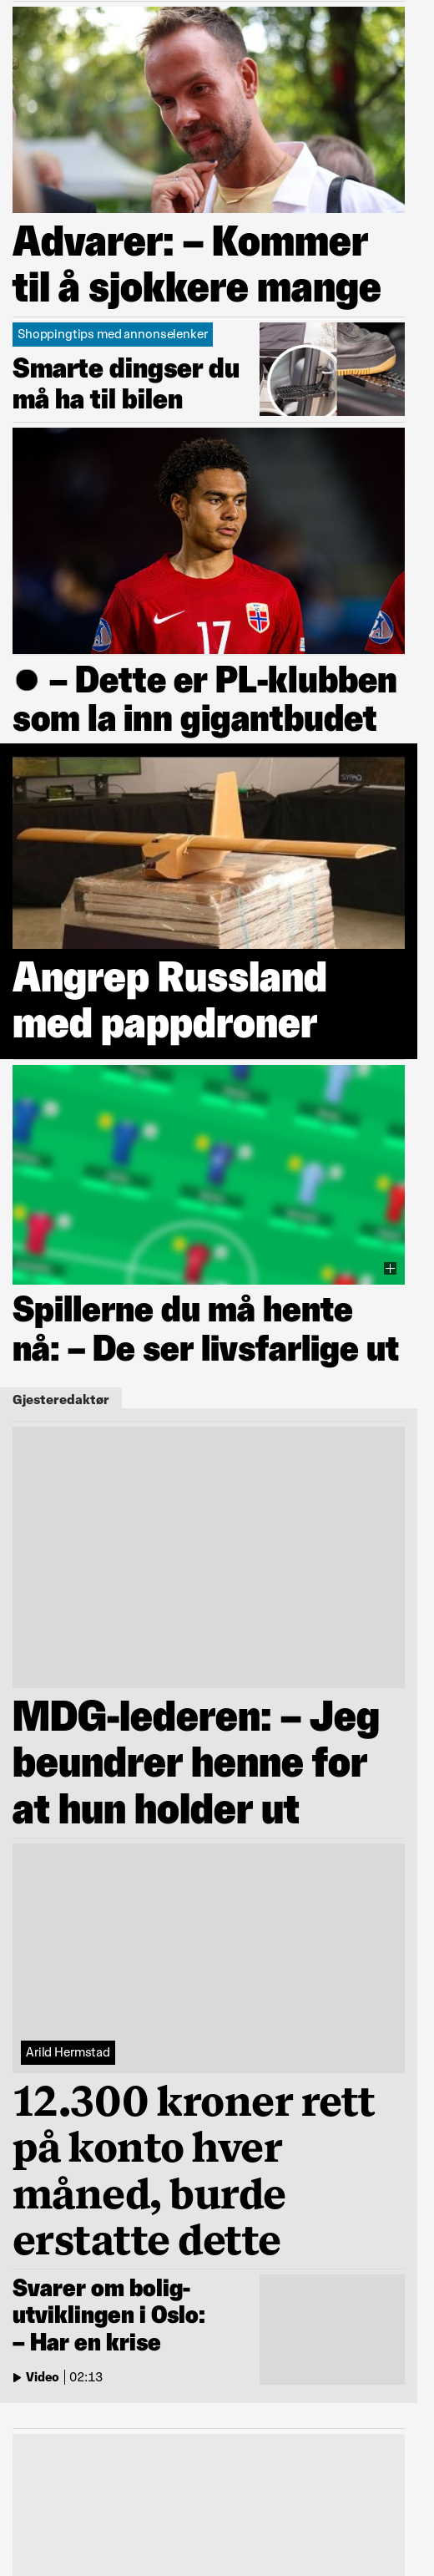 Advarer: – Kommer
til å sjokkere mange
Shoppingtips med annonselenker
Smarte dingser du
må ha til bilen
17
– Dette er PL-klubben
som la inn gigantbudet
SYPAQ
Angrep Russland
med pappdroner
Spillerne du må hente
nå: – De ser livsfarlige ut
Gjesteredaktør
MDG-lederen: – Jeg
beundrer henne for
at hun holder ut
Arild Hermstad
12.300 kroner rett
på konto hver
måned, burde
erstatte dette
Svarer om bolig-
utviklingen i Oslo:
– Har en krise
Video | 02:13